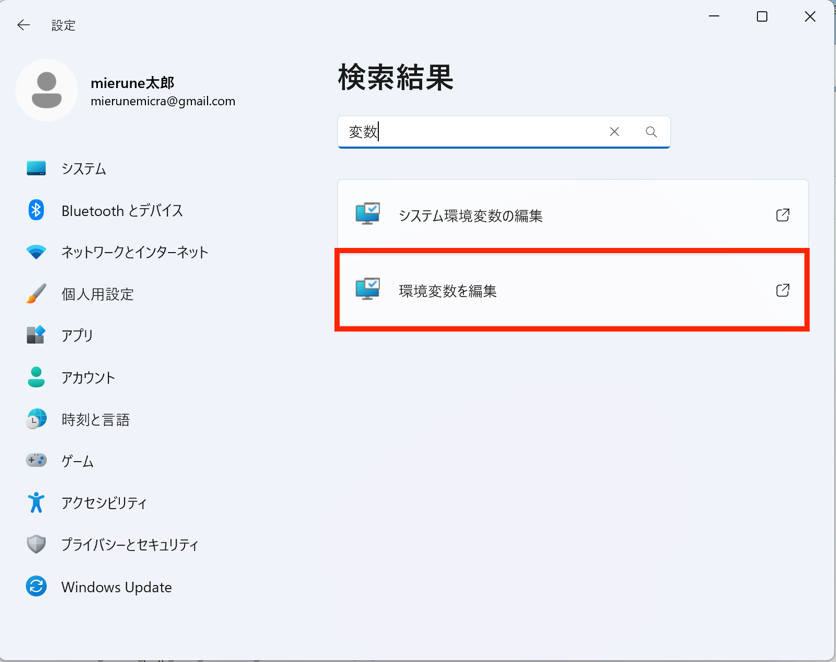 設定
mierune太郎
mierunemicra@gmail.com
システム
Bluetooth とデバイス
ネットワークとインターネット
個人用設定
アプリ
アカウント
時刻と言語
ゲーム
アクセシビリティ
プライバシーとセキュリティ
Windows Update
検索結果
変数
システム環境変数の編集
環境変数を編集